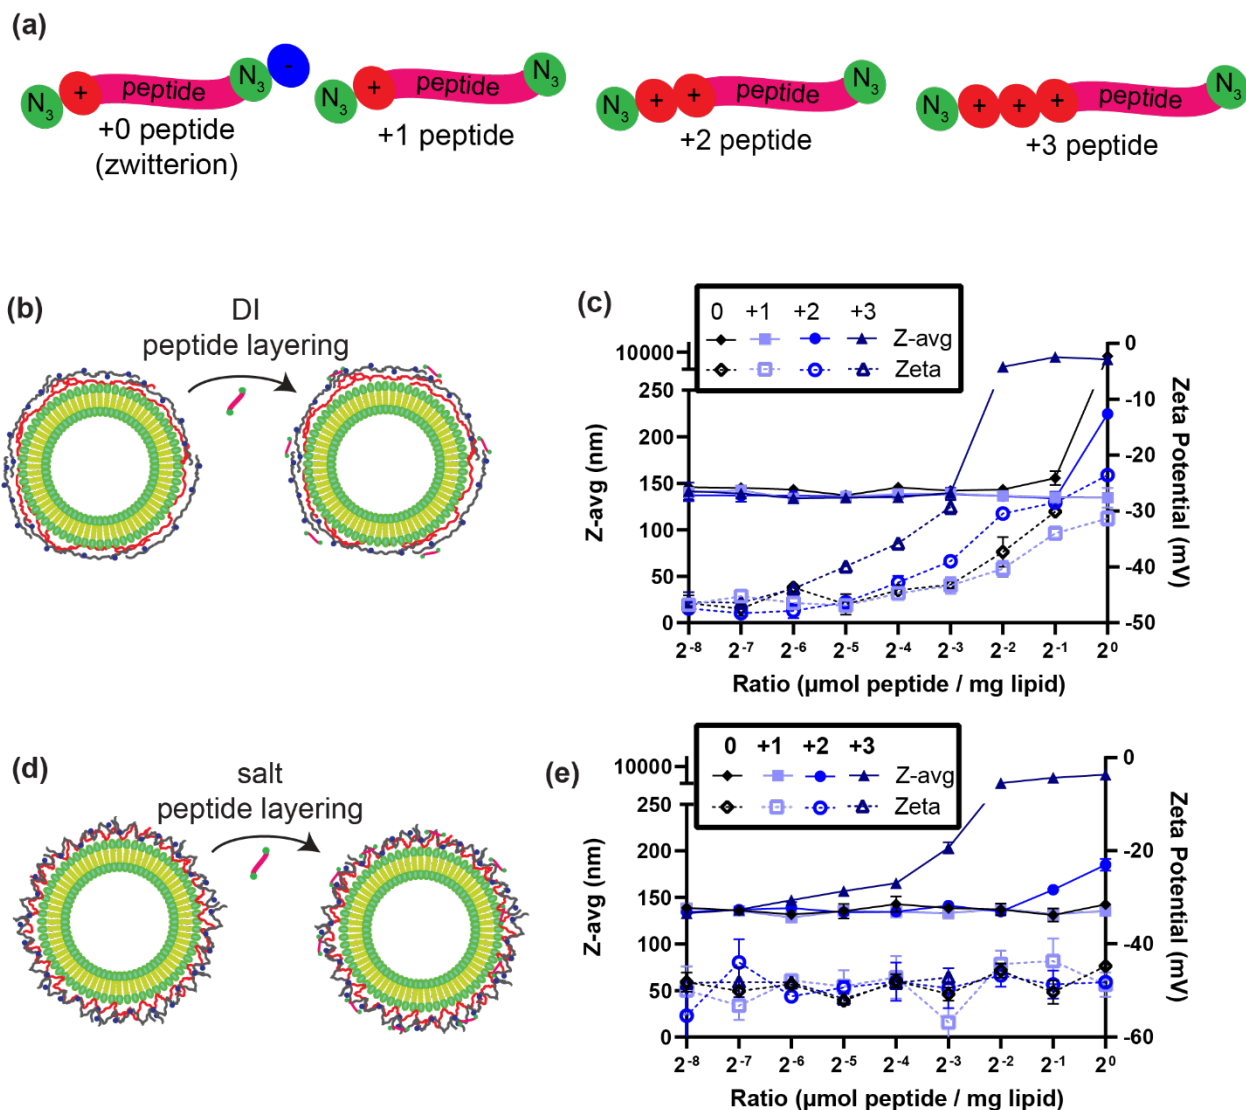 (a)
N3 + peptide N3 -
+0 peptide
(zwitterion)
N3 + peptide N3
+1 peptide
N3 + + peptide N3
+2 peptide
N3 + + + peptide N3
+3 peptide
(b)
DI
peptide layering
(c)
0 +1 +2 +3
Z-avg
Zeta
10000
250
200
150
100
50
0
Z-avg (nm)
0
-10
-20
-30
-40
-50
Zeta Potential (mV)
2-8 2-7 2-6 2-5 2-4 2-3 2-2 2-1 20
Ratio (µmol peptide / mg lipid)
(d)
salt
peptide layering
(e)
0 +1 +2 +3
Z-avg
Zeta
10000
250
200
150
100
50
0
Z-avg (nm)
0
-20
-40
-60
Zeta Potential (mV)
2-8 2-7 2-6 2-5 2-4 2-3 2-2 2-1 20
Ratio (µmol peptide / mg lipid)